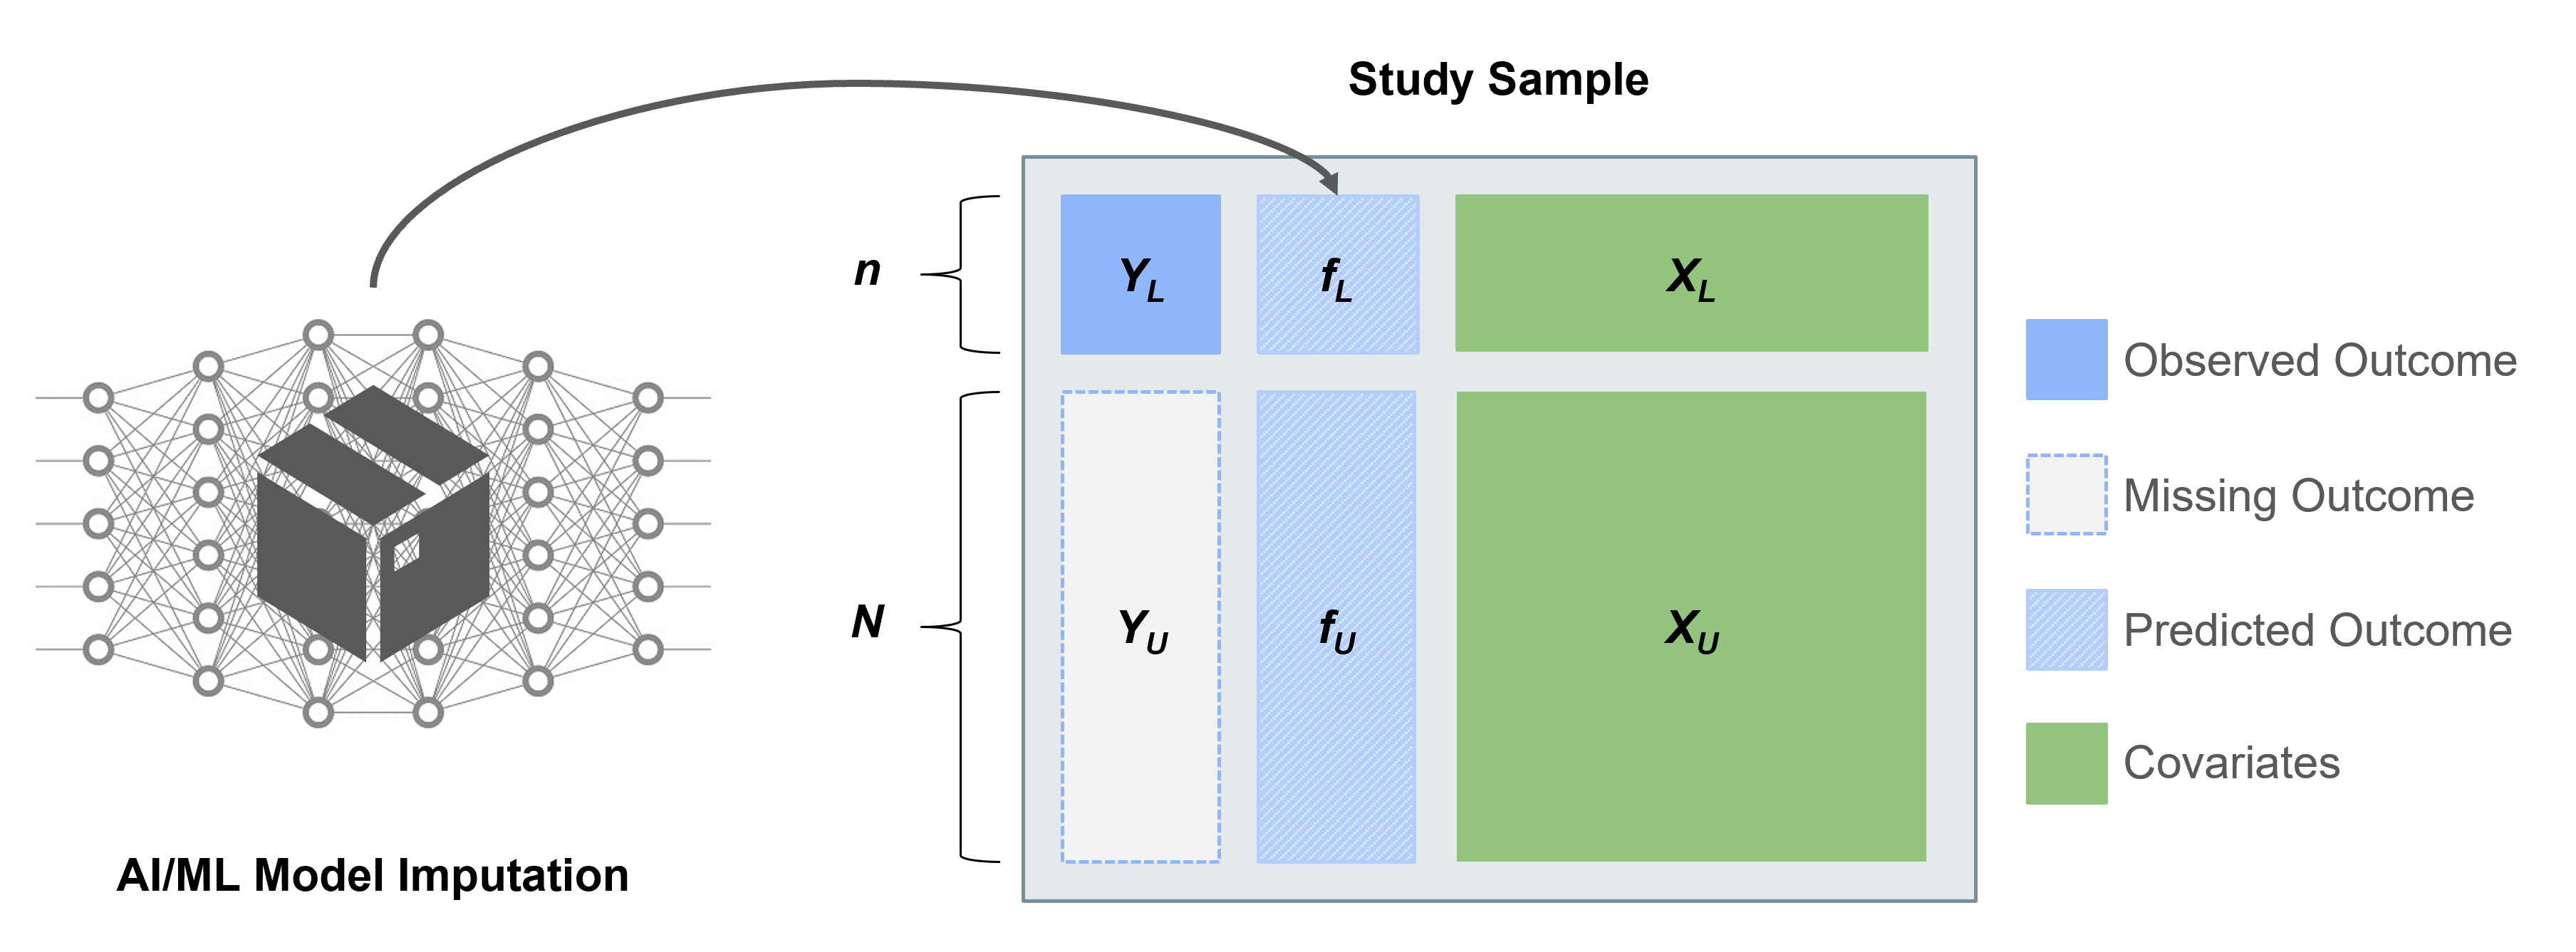 Study Sample
n
Y_L
f_L
X_L
N
Y_U
f_U
X_U
Observed Outcome
Missing Outcome
Predicted Outcome
Covariates
AI/ML Model Imputation